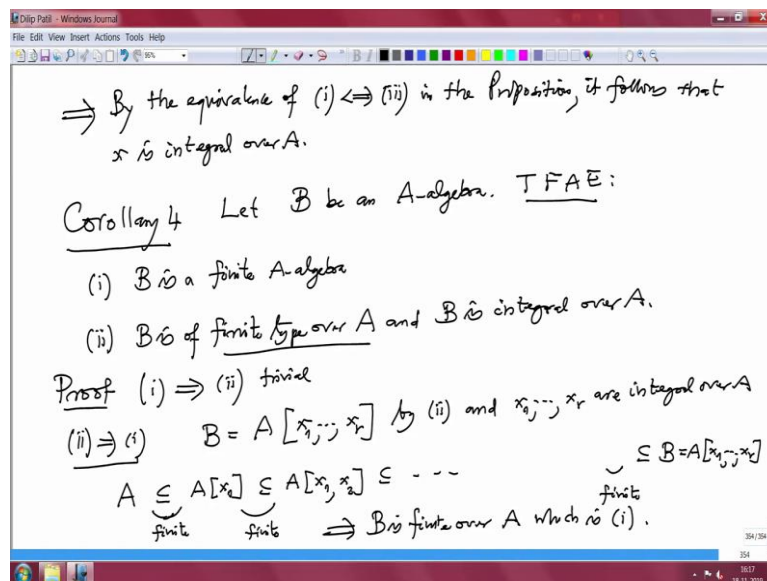 Dilip Patil - Windows Journal
File Edit View Insert Actions Tools Help
96%
⇒ By the equivalence of (i) ⟺ (iii) in the Proposition, it follows that
x is integral over A.
Corollary 4 Let B be an A-algebra. TFAE:
(i) B is a finite A-algebra
(ii) B is of finite type over A and B is integral over A.
Proof (i) ⇒ (ii) trivial
(ii) ⇒ (i) B = A[x₁,…,xᵣ] by (ii) and x₁,…,xᵣ are integral over A
A ⊆ A[x₁] ⊆ A[x₁,x₂] ⊆ - - - ⊆ B = A[x₁,…,xᵣ]
finite finite finite
⇒ B is finite over A which is (i).
354/354
354
16:17